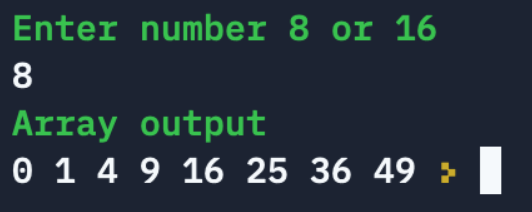 Enter number 8 or 16
8
Array output
0 1 4 9 16 25 36 49 >